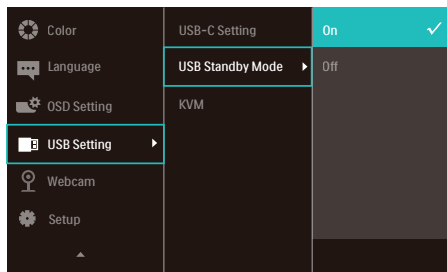 Color
USB-C Setting
On
Language
USB Standby Mode
Off
OSD Setting
KVM
USB Setting
Webcam
Setup